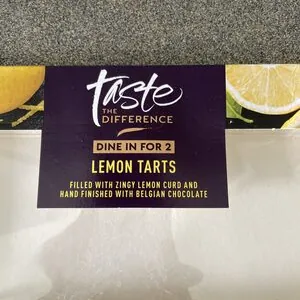 taste
THE
DIFFERENCE
DINE IN FOR 2
LEMON TARTS
FILLED WITH ZINGY LEMON CURD AND
HAND FINISHED WITH BELGIAN CHOCOLATE